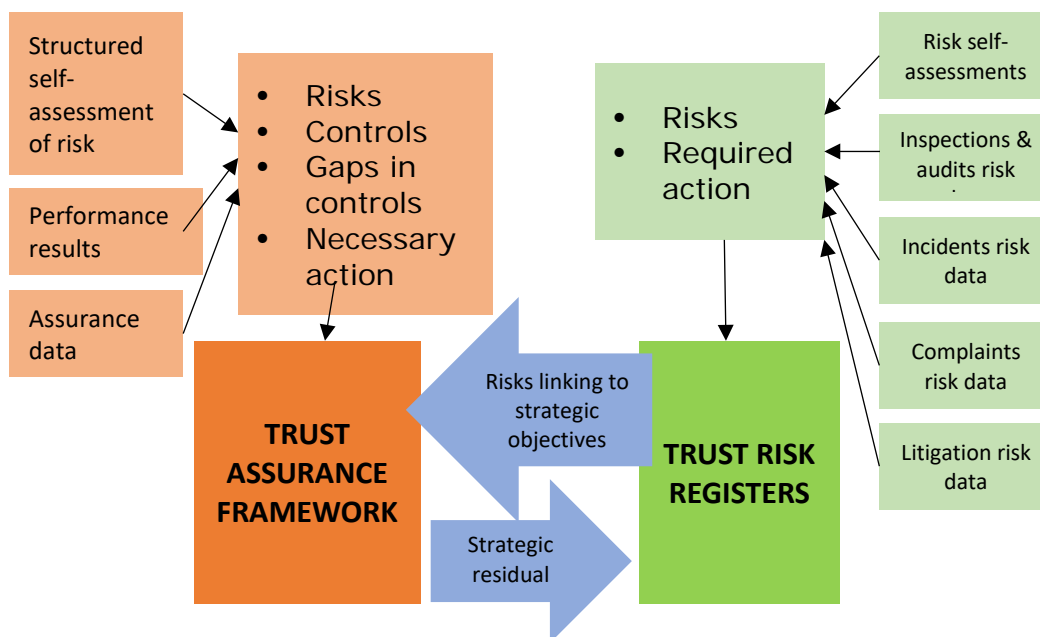 Structured
self-
assessment
of risk
Performance
results
Assurance
data
• Risks
• Controls
• Gaps in
controls
• Necessary
action
• Risks
• Required
action
Risk self-
assessments
Inspections &
audits risk
Incidents risk
data
Complaints
risk data
Litigation risk
data
TRUST
ASSURANCE
FRAMEWORK
Risks linking to
strategic
objectives
Strategic
residual
TRUST RISK
REGISTERS